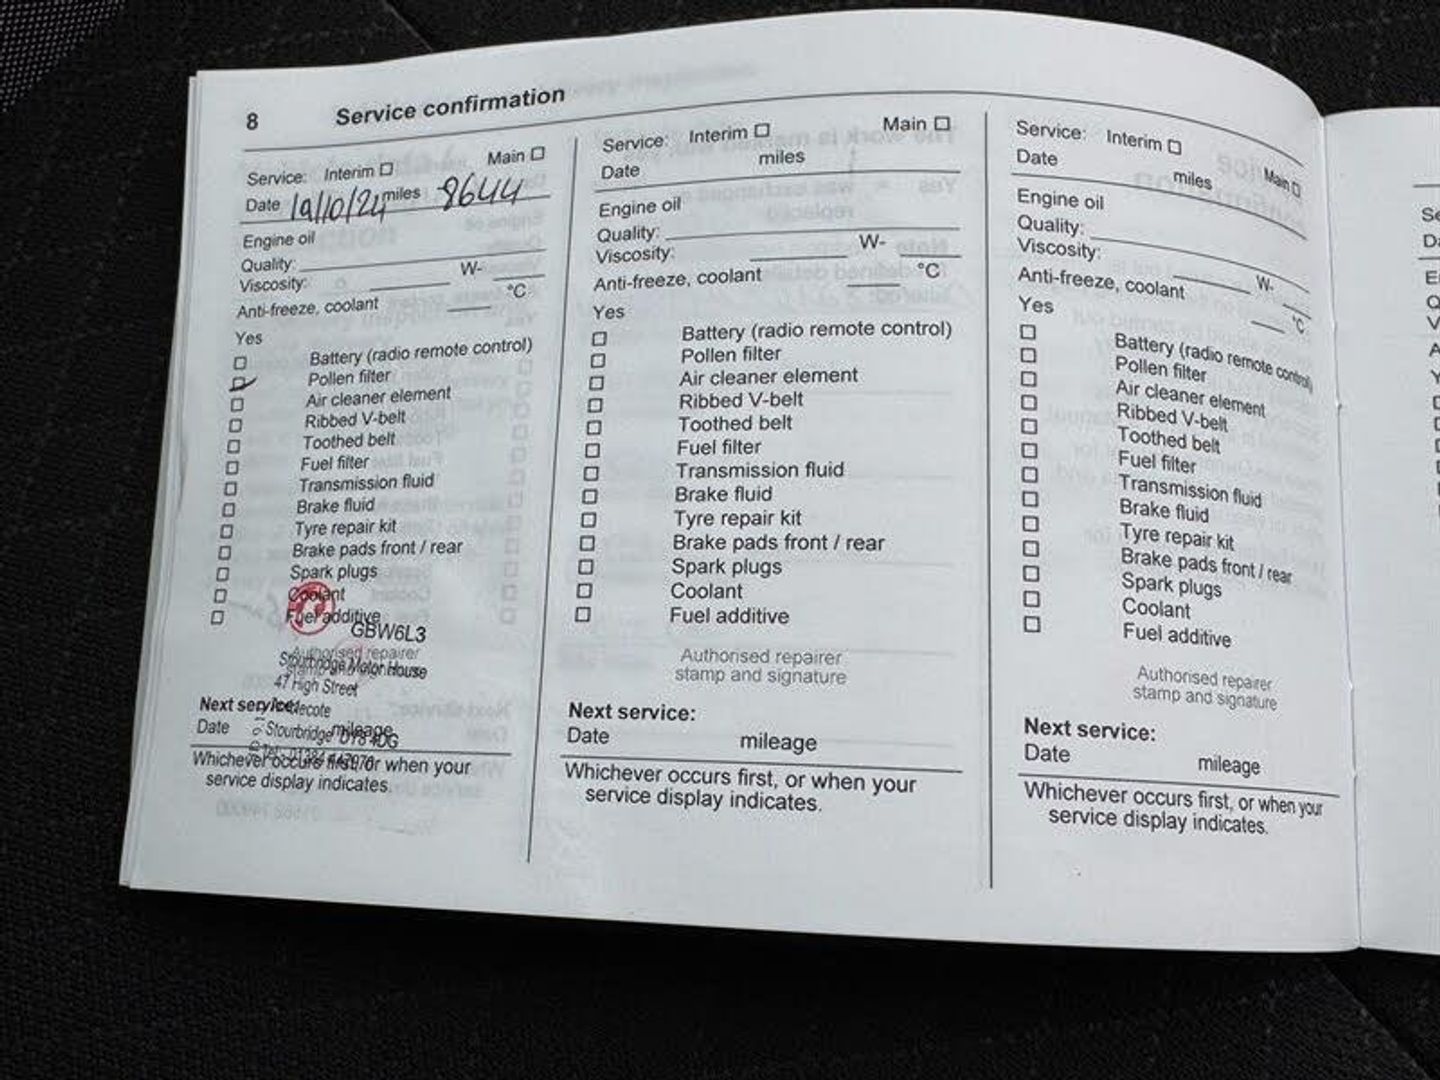 8 Service confirmation
Service: Interim ☐ Main ☐
Date 19/10/24 miles 8644
Engine oil
Quality:
Viscosity: W-
Anti-freeze, coolant °C
Yes
☐ Battery (radio remote control)
☑ Pollen filter
☐ Air cleaner element
☐ Ribbed V-belt
☐ Toothed belt
☐ Fuel filter
☐ Transmission fluid
☐ Brake fluid
☐ Tyre repair kit
☐ Brake pads front / rear
☐ Spark plugs
☐ Coolant
☐ Fuel additive
GBW6L3
Authorised repairer
Stourbridge Motor House
stamp and
47 High Street
Next service:
Stourbridge
Date mileage
Whichever occurs first, or when your
service display indicates.
Service: Interim ☐ Main ☐
Date miles
Engine oil
Quality:
Viscosity: W-
Anti-freeze, coolant °C
Yes
☐ Battery (radio remote control)
☐ Pollen filter
☐ Air cleaner element
☐ Ribbed V-belt
☐ Toothed belt
☐ Fuel filter
☐ Transmission fluid
☐ Brake fluid
☐ Tyre repair kit
☐ Brake pads front / rear
☐ Spark plugs
☐ Coolant
☐ Fuel additive
Authorised repairer
stamp and signature
Next service:
Date mileage
Whichever occurs first, or when your
service display indicates.
Service: Interim ☐ Main ☐
Date miles
Engine oil
Quality:
Viscosity: W-
Anti-freeze, coolant °C
Yes
☐ Battery (radio remote control)
☐ Pollen filter
☐ Air cleaner element
☐ Ribbed V-belt
☐ Toothed belt
☐ Fuel filter
☐ Transmission fluid
☐ Brake fluid
☐ Tyre repair kit
☐ Brake pads front / rear
☐ Spark plugs
☐ Coolant
☐ Fuel additive
Authorised repairer
stamp and signature
Next service:
Date mileage
Whichever occurs first, or when your
service display indicates.